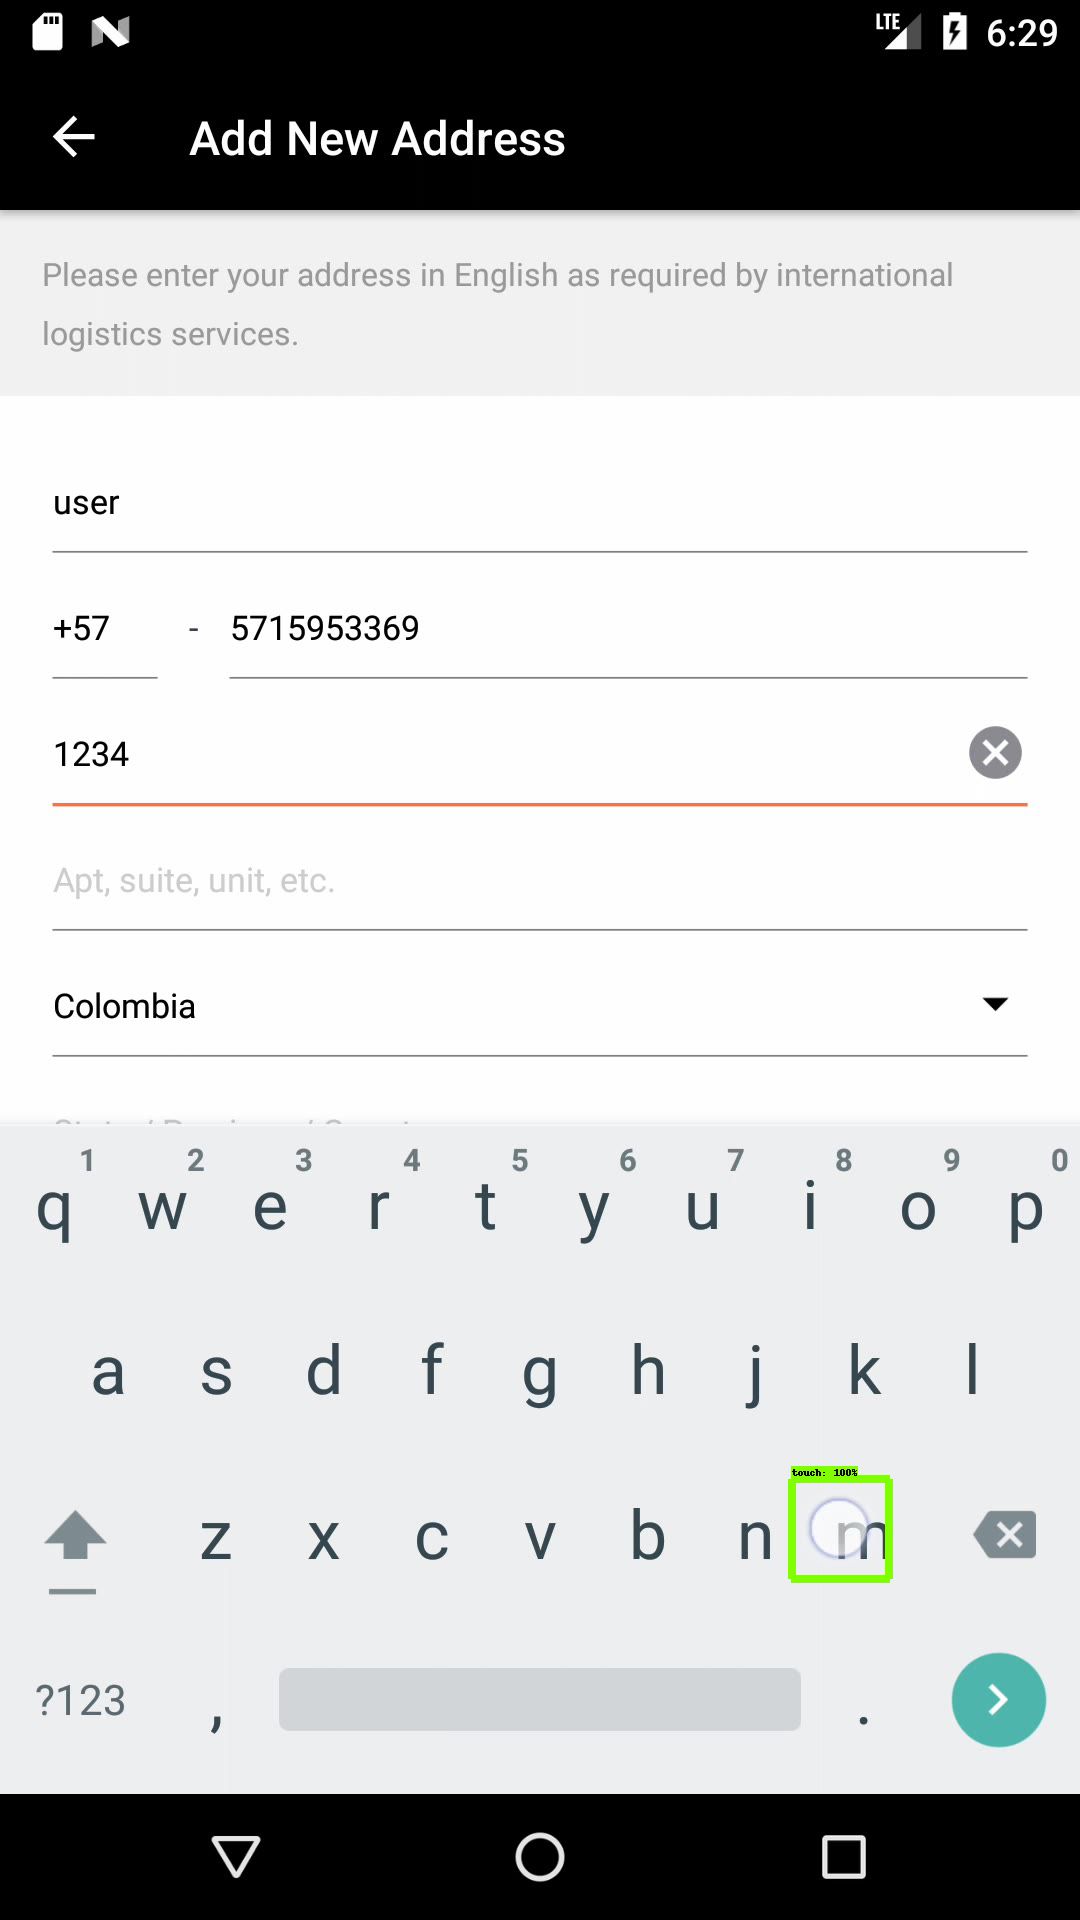 LTE 6:29
Add New Address
Please enter your address in English as required by international
logistics services.
user
+57 - 5715953369
1234
Apt, suite, unit, etc.
Colombia
1 2 3 4 5 6 7 8 9 0
q w e r t y u i o p
a s d f g h j k l
touch: 100%
z x c v b n m
?123 , .